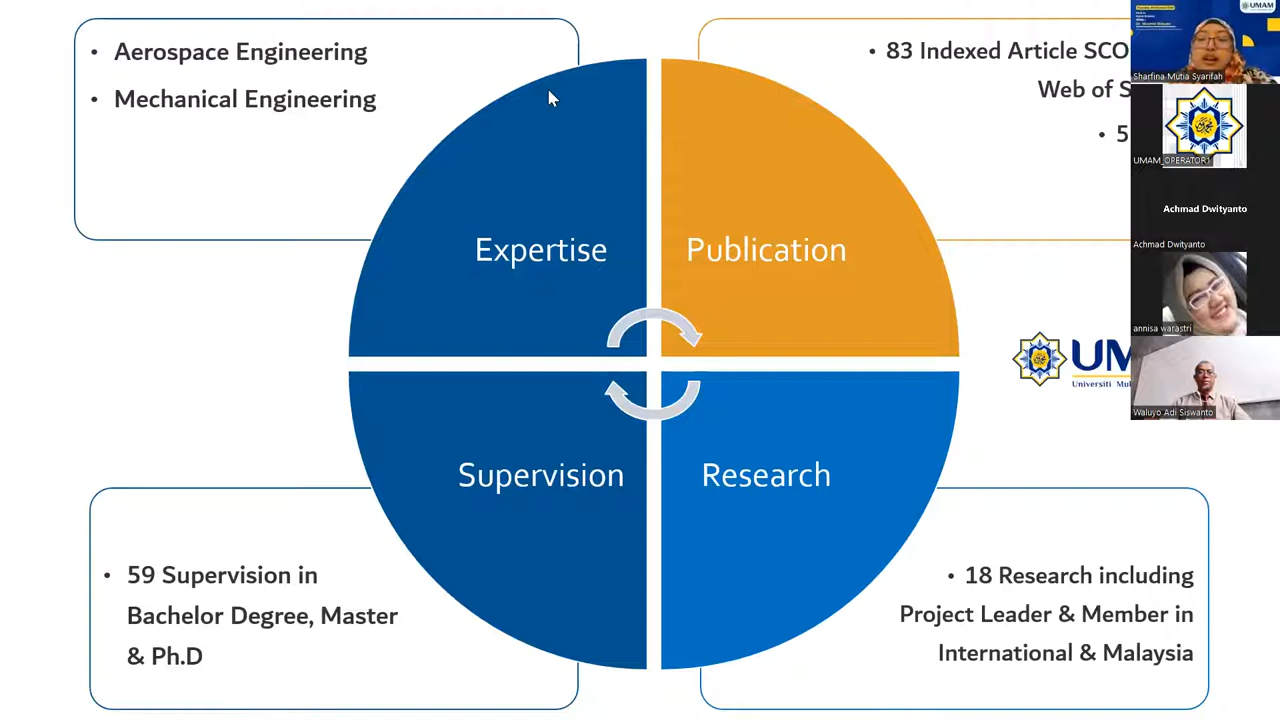 • Aerospace Engineering
• Mechanical Engineering
• 83 Indexed Article
Web of
Expertise
Publication
Supervision
Research
• 59 Supervision in
Bachelor Degree, Master
& Ph.D
• 18 Research including
Project Leader & Member in
International & Malaysia
Universiti
UMAM
Sharfina Mutia Syarifah
UMAM_OPERATOR1
Achmad Dwityanto
Achmad Dwityanto
annisa warastri
Waluyo Adi Siswanto